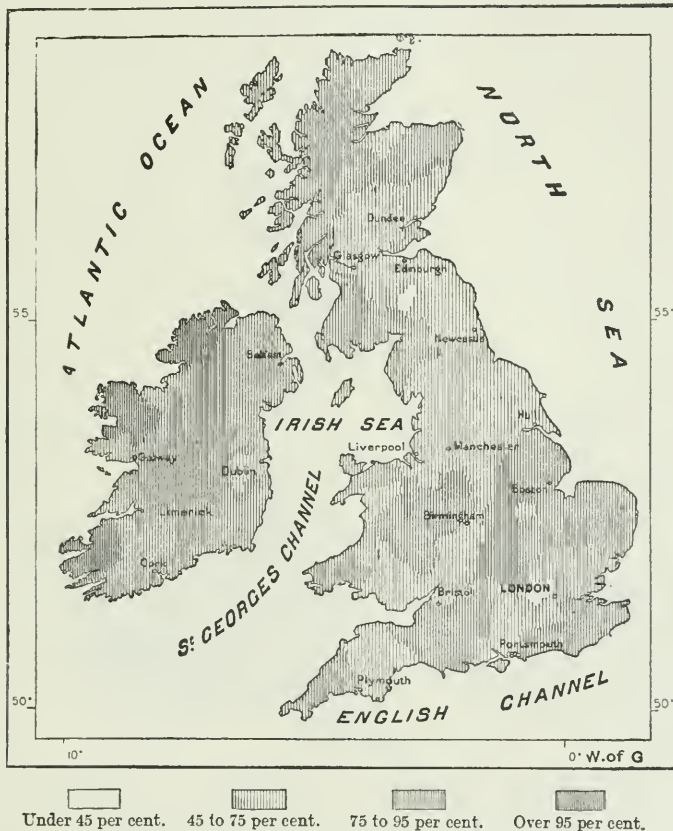 ATLANTIC OCEAN
NORTH
SEA
Dundee
Glasgow
Edinburgh
55°
55°
Newcastle
Belfast
IRISH SEA
Hull
Liverpool
Manchester
Galway
Dublin
Boston
Limerick
Birmingham
Cork
ST. GEORGES CHANNEL
Bristol
LONDON
Portsmouth
Plymouth
ENGLISH CHANNEL
50°
50°
10°
0° W. of G
Under 45 per cent.
45 to 75 per cent.
75 to 95 per cent.
Over 95 per cent.